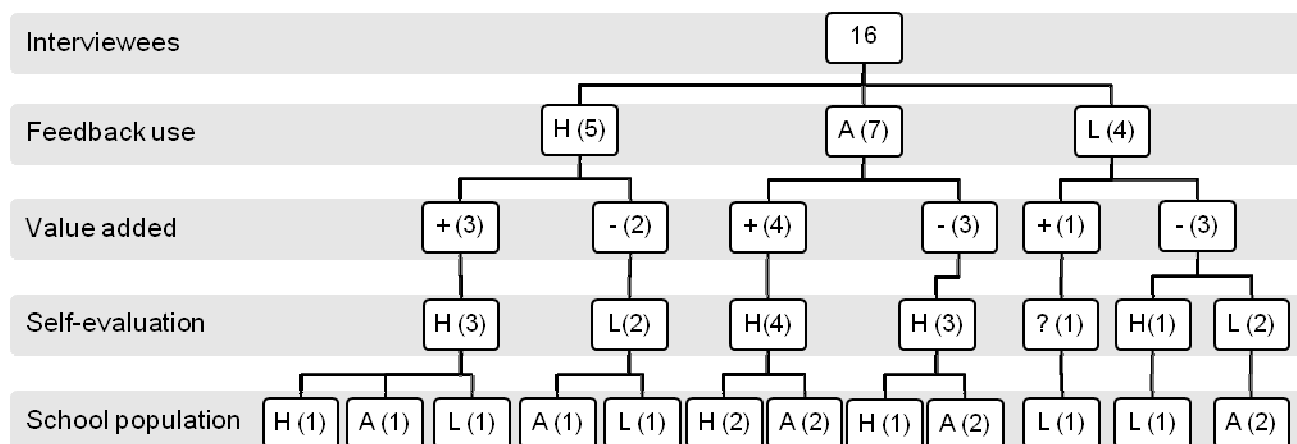 Interviewees 16
Feedback use H (5) A (7) L (4)
Value added + (3) - (2) + (4) - (3) + (1) - (3)
Self-evaluation H (3) L(2) H(4) H (3) ? (1) H(1) L (2)
School population H (1) A (1) L (1) A (1) L (1) H (2) A (2) H (1) A (2) L (1) L (1) A (2)